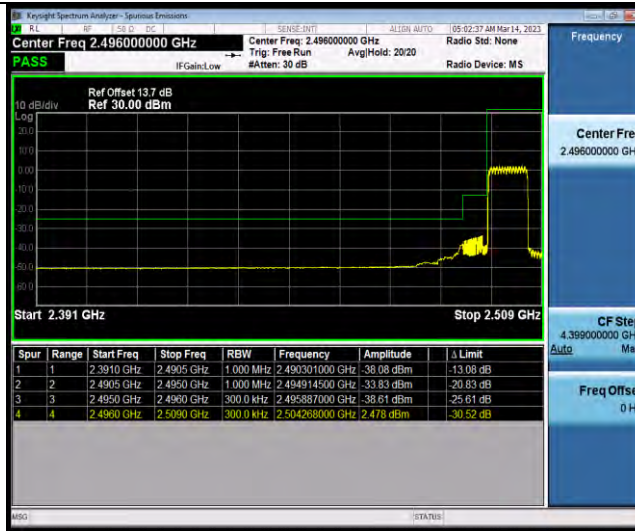 Keysight Spectrum Analyzer - Spurious Emissions
RL RF 50 Ω DC SENSE:INT ALIGN AUTO 05:02:37 AM Mar 14, 2023
Center Freq 2.496000000 GHz
Center Freq: 2.496000000 GHz
Radio Std: None
Trig: Free Run
Avg|Hold: 20/20
PASS
IFGain:Low
#Atten: 30 dB
Radio Device: MS
Frequency
Ref Offset 13.7 dB
10 dB/div
Ref 30.00 dBm
Log
20.0
10.0
0.00
-10.0
-20.0
-30.0
-40.0
-50.0
-60.0
Start 2.391 GHz
Stop 2.509 GHz
Center Fre
2.496000000 GH
CF Ste
4.399000000 GH
Auto Ma
Freq Offse
0 H
Spur Range Start Freq Stop Freq RBW Frequency Amplitude Δ Limit
1 1 2.3910 GHz 2.4905 GHz 1.000 MHz 2.490301000 GHz -38.08 dBm -13.08 dB
2 2 2.4905 GHz 2.4950 GHz 1.000 MHz 2.494914500 GHz -33.83 dBm -20.83 dB
3 3 2.4950 GHz 2.4960 GHz 300.0 kHz 2.495887000 GHz -38.61 dBm -25.61 dB
4 4 2.4960 GHz 2.5090 GHz 300.0 kHz 2.504268000 GHz 2.478 dBm -30.52 dB
MSG
STATUS